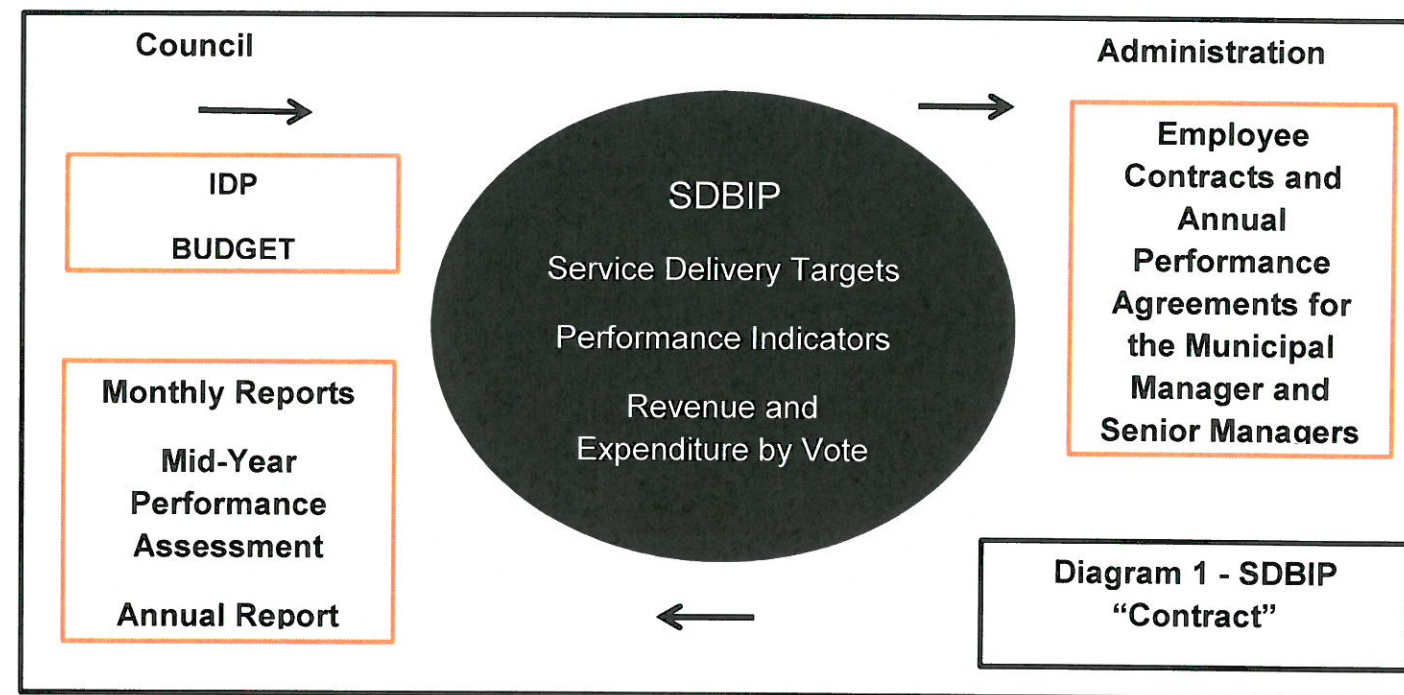 Council
IDP
BUDGET
Monthly Reports
Mid-Year
Performance
Assessment
Annual Report
SDBIP
Service Delivery Targets
Performance Indicators
Revenue and
Expenditure by Vote
Administration
Employee
Contracts and
Annual
Performance
Agreements for
the Municipal
Manager and
Senior Managers
Diagram 1 - SDBIP
“Contract”